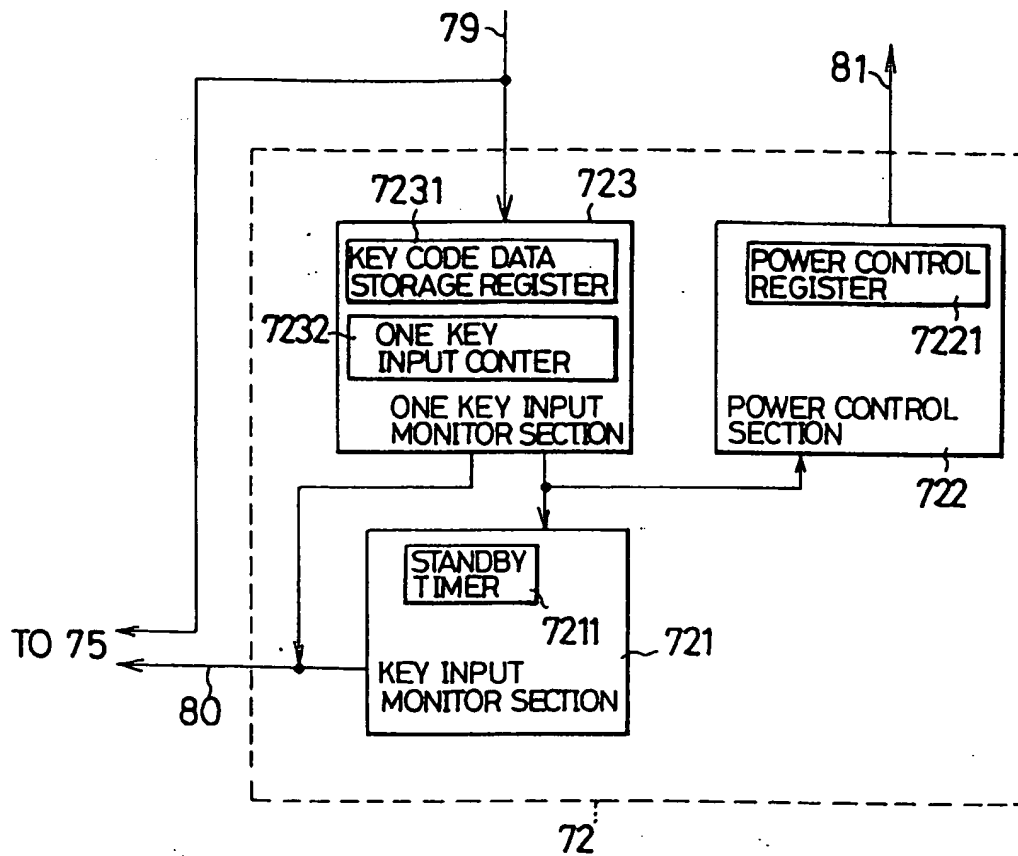 79
81
7231
723
KEY CODE DATA
STORAGE REGISTER
POWER CONTROL
REGISTER
7232
ONE KEY
INPUT CONTER
7221
ONE KEY INPUT
MONITOR SECTION
POWER CONTROL
SECTION
722
STANDBY
TIMER
7211
721
TO 75
KEY INPUT
MONITOR SECTION
80
72